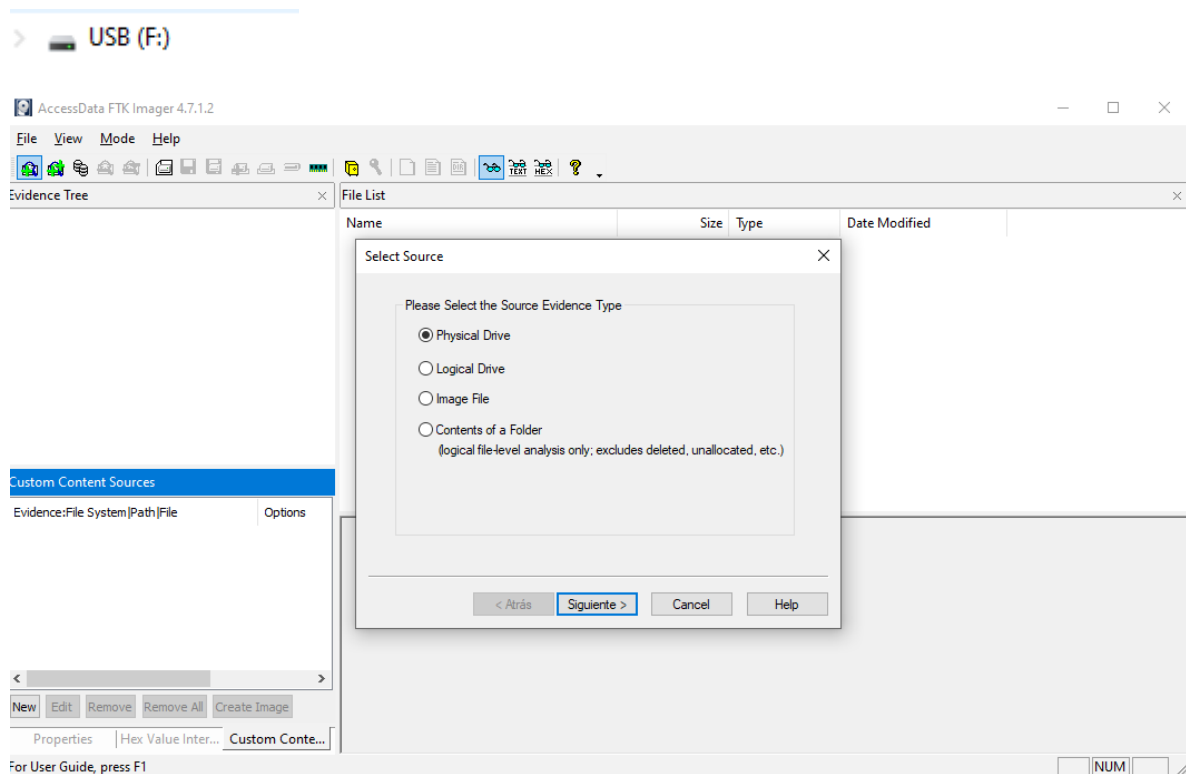 USB (F:)
AccessData FTK Imager 4.7.1.2
File View Mode Help
TEXT HEX
Evidence Tree File List
Name Size Type Date Modified
Select Source
Please Select the Source Evidence Type
Physical Drive
Logical Drive
Image File
Contents of a Folder
(logical file-level analysis only; excludes deleted, unallocated, etc.)
Custom Content Sources
Evidence:File System|Path|File Options
< Atrás Siguiente > Cancel Help
New Edit Remove Remove All Create Image
Properties Hex Value Inter... Custom Conte...
For User Guide, press F1 NUM